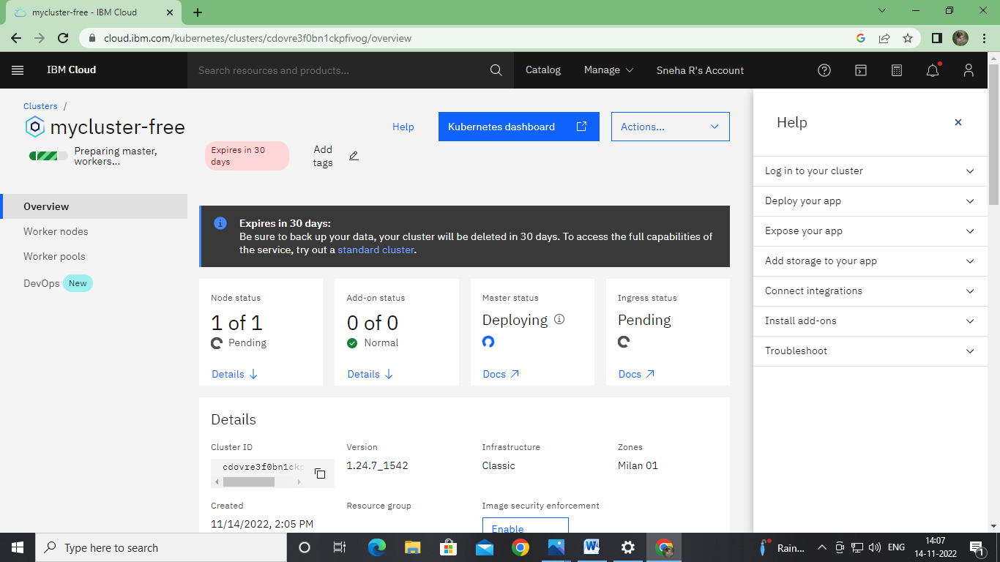 mycluster-free - IBM Cloud
cloud.ibm.com/kubernetes/clusters/cdovre3f0bn1ckpfivog/overview
IBM Cloud
Search resources and products...
Catalog
Manage
Sneha R's Account
Clusters /
mycluster-free
Help
Kubernetes dashboard
Actions...
Preparing master,
workers...
Expires in 30
days
Add
tags
Overview
Worker nodes
Worker pools
DevOps New
Expires in 30 days:
Be sure to back up your data, your cluster will be deleted in 30 days. To access the full capabilities of
the service, try out a standard cluster.
Node status
1 of 1
Pending
Details
Add-on status
0 of 0
Normal
Details
Master status
Deploying
Docs
Ingress status
Pending
Docs
Details
Cluster ID
cdovre3f0bn1ckp
Version
1.24.7_1542
Infrastructure
Classic
Zones
Milan 01
Created
11/14/2022, 2:05 PM
Resource group
Image security enforcement
Enable
Help
Log in to your cluster
Deploy your app
Expose your app
Add storage to your app
Connect integrations
Install add-ons
Troubleshoot
Type here to search
Rain...
ENG
14:07
14-11-2022
1